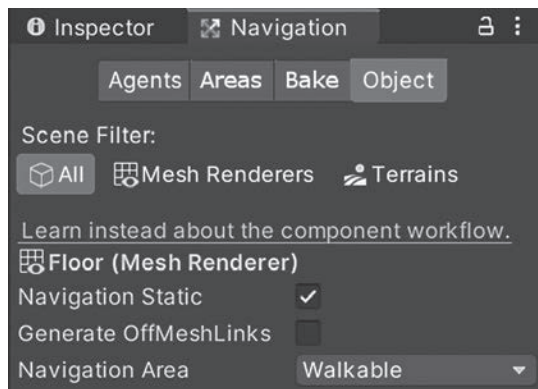 Inspector Navigation
Agents Areas Bake Object
Scene Filter:
All Mesh Renderers Terrains
Learn instead about the component workflow.
Floor (Mesh Renderer)
Navigation Static
Generate OffMeshLinks
Navigation Area Walkable